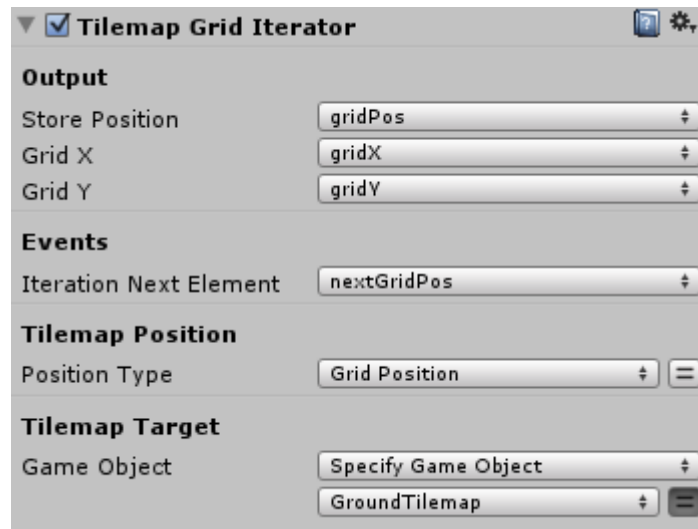 Tilemap Grid Iterator
Output
Store Position gridPos
Grid X gridX
Grid Y gridY
Events
Iteration Next Element nextGridPos
Tilemap Position
Position Type Grid Position
Tilemap Target
Game Object Specify Game Object
GroundTilemap